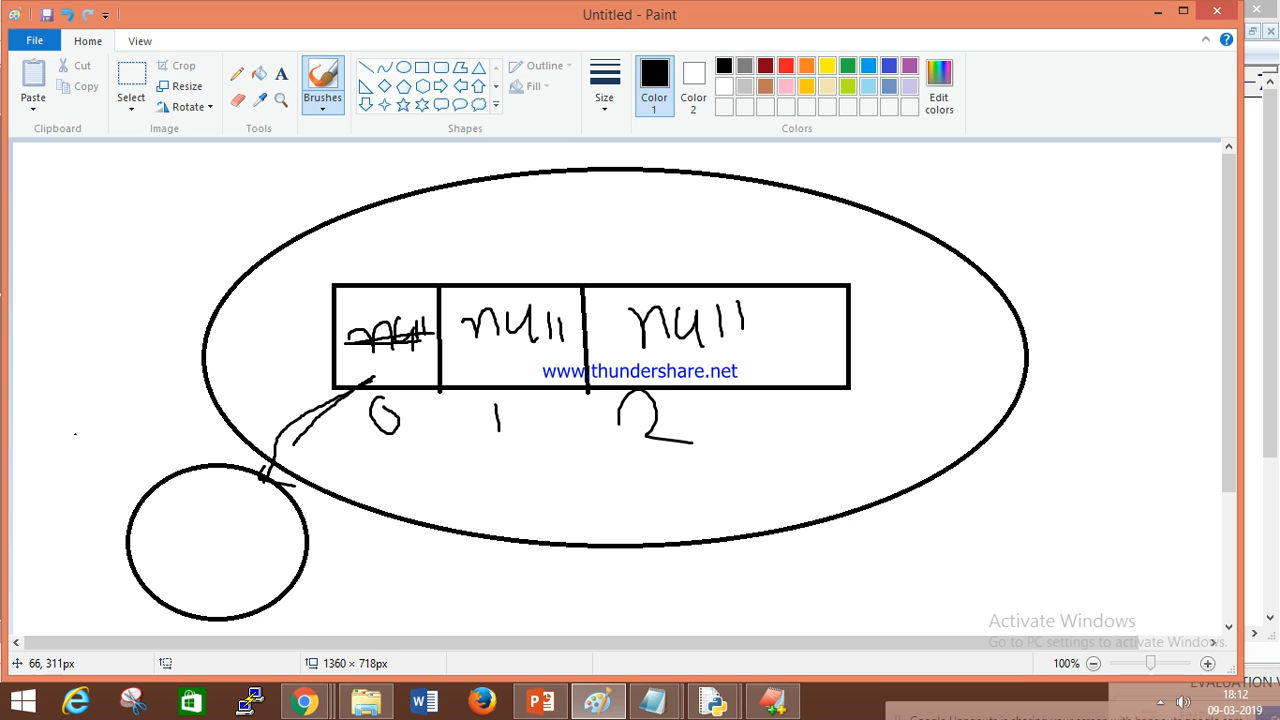 Untitled - Paint
File Home View
Paste
Cut
Copy
Clipboard
Select
Crop
Resize
Rotate
Image
Tools
Brushes
Shapes
Outline
Fill
Size
Color 1
Color 2
Edit colors
Colors
null null null
www.thundershare.net
0 1 2
Activate Windows
Go to PC settings to activate Windows.
66, 311px
1360 × 718px
100%
EVALUATION
18:12
09-03-2019